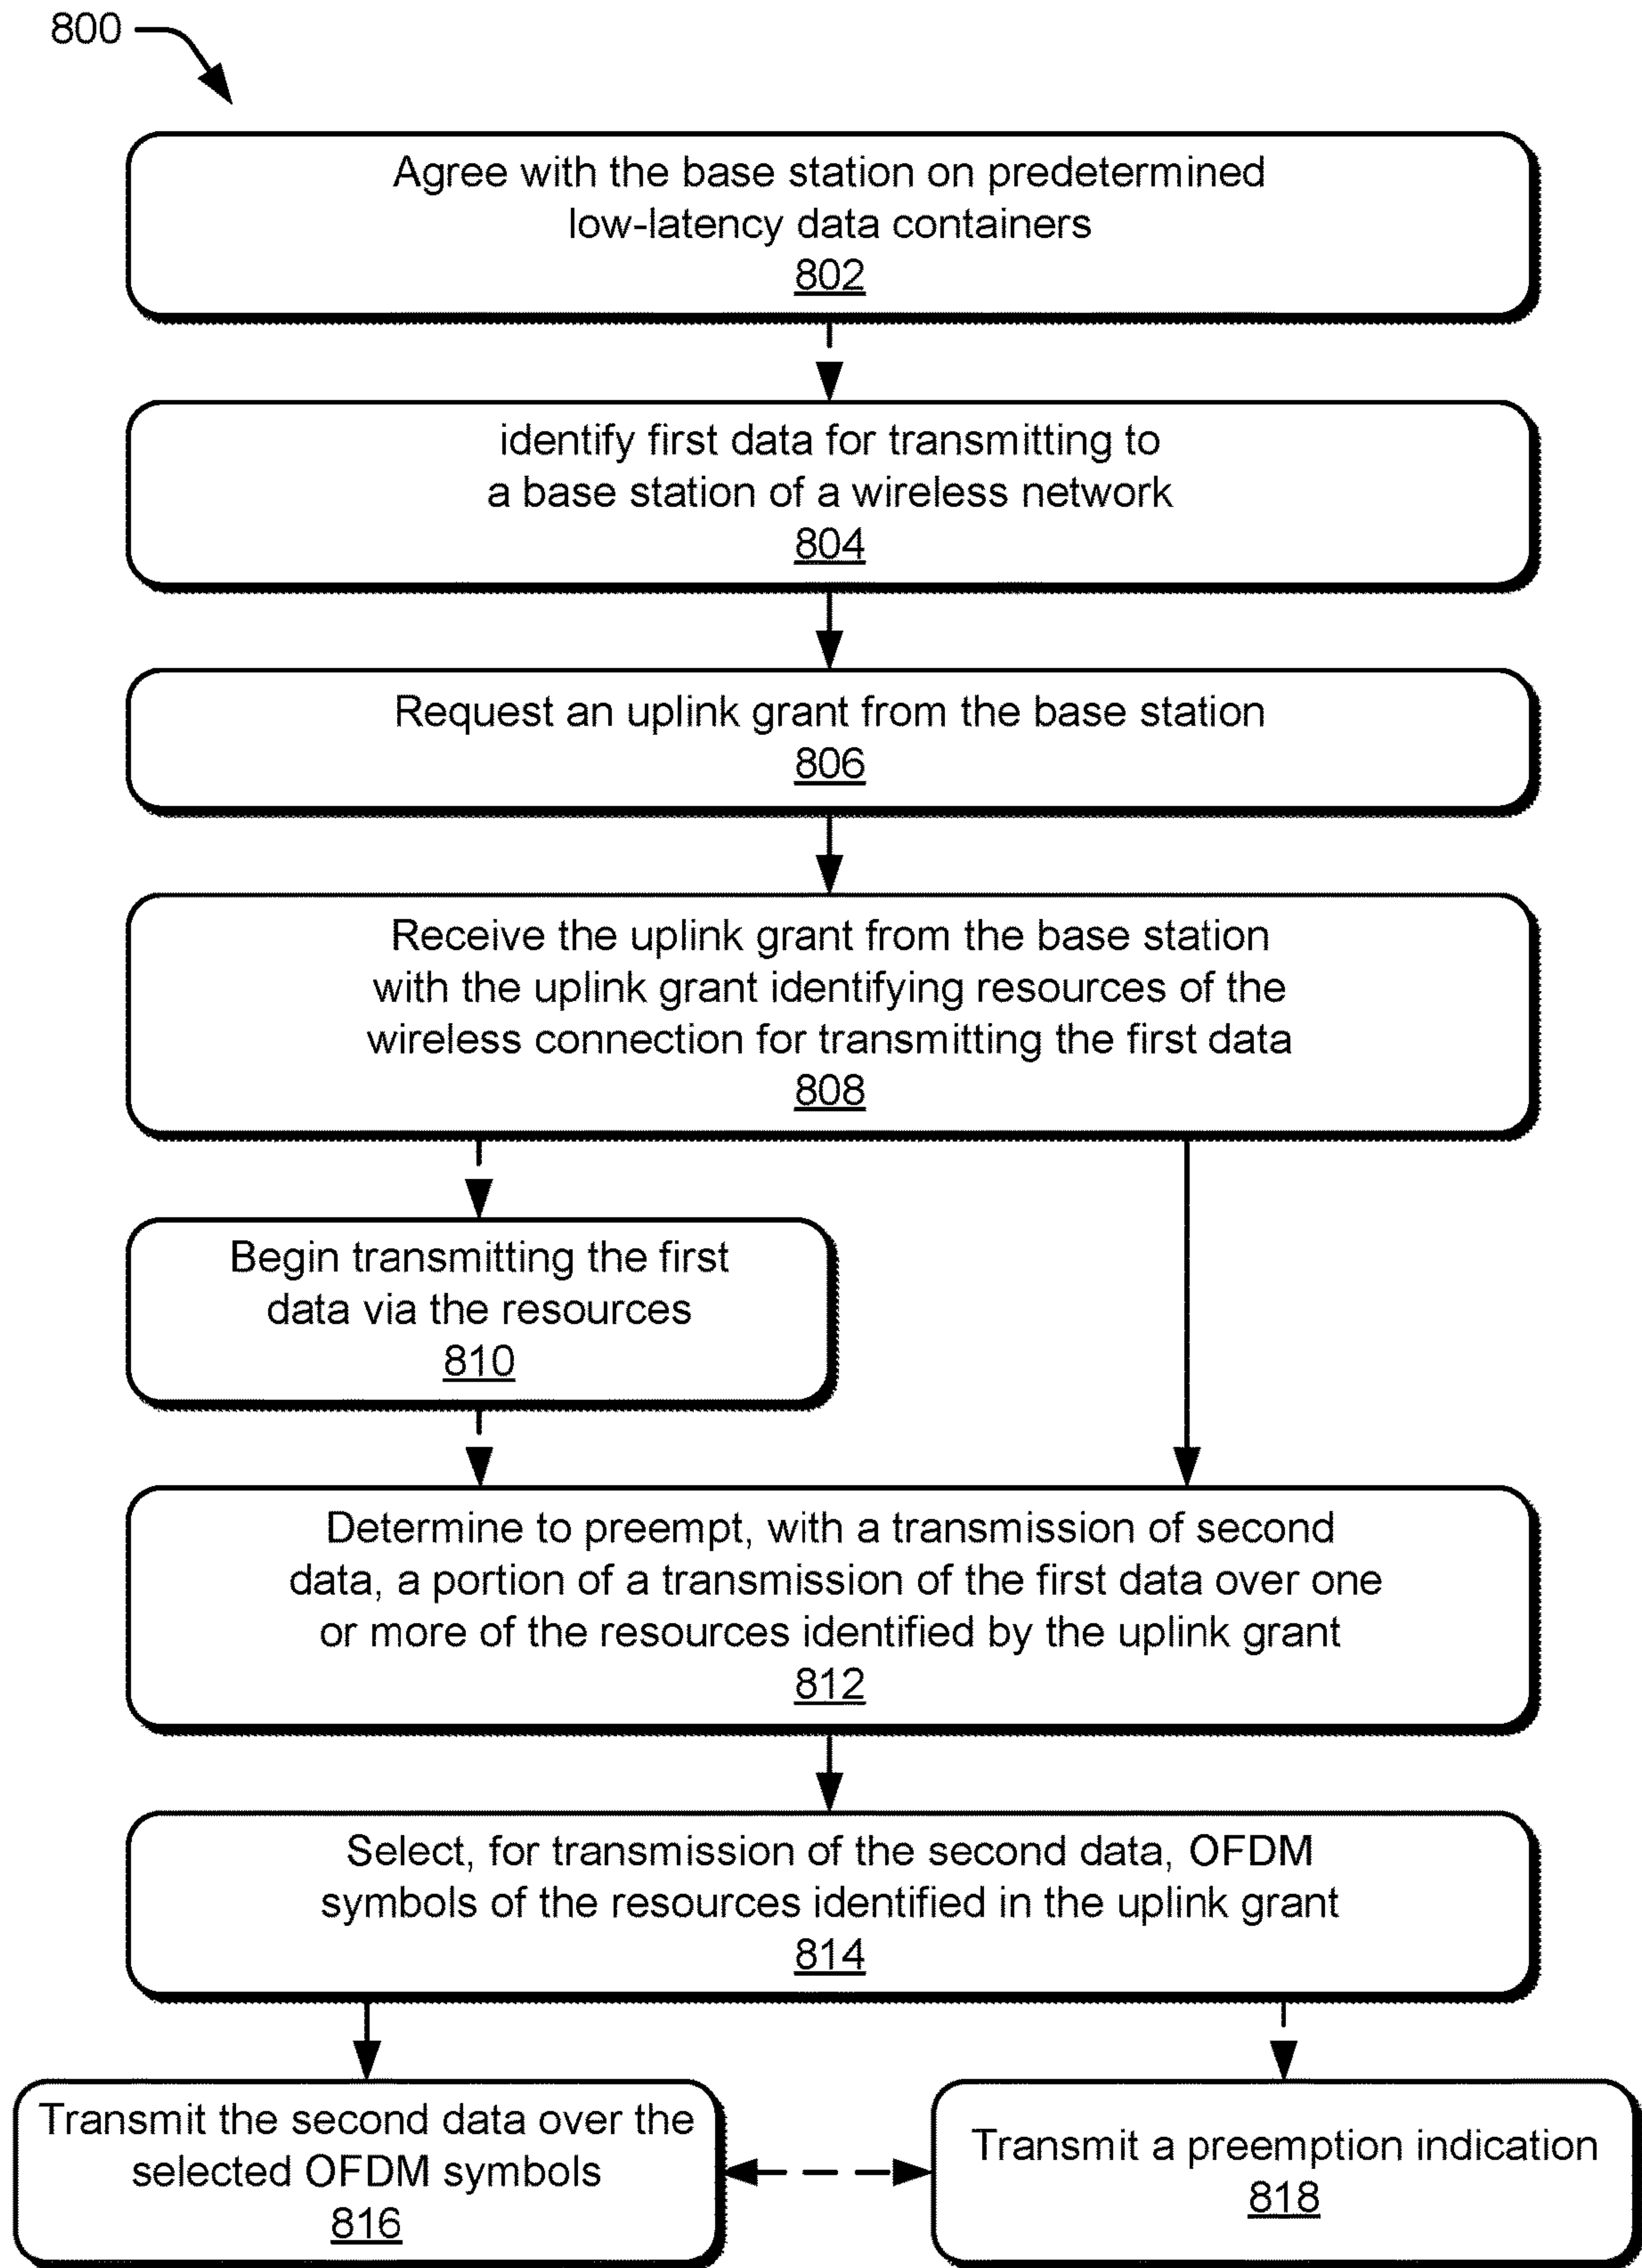 800
Agree with the base station on predetermined
low-latency data containers
802
identify first data for transmitting to
a base station of a wireless network
804
Request an uplink grant from the base station
806
Receive the uplink grant from the base station
with the uplink grant identifying resources of the
wireless connection for transmitting the first data
808
Begin transmitting the first
data via the resources
810
Determine to preempt, with a transmission of second
data, a portion of a transmission of the first data over one
or more of the resources identified by the uplink grant
812
Select, for transmission of the second data, OFDM
symbols of the resources identified in the uplink grant
814
Transmit the second data over the
selected OFDM symbols
816
Transmit a preemption indication
818